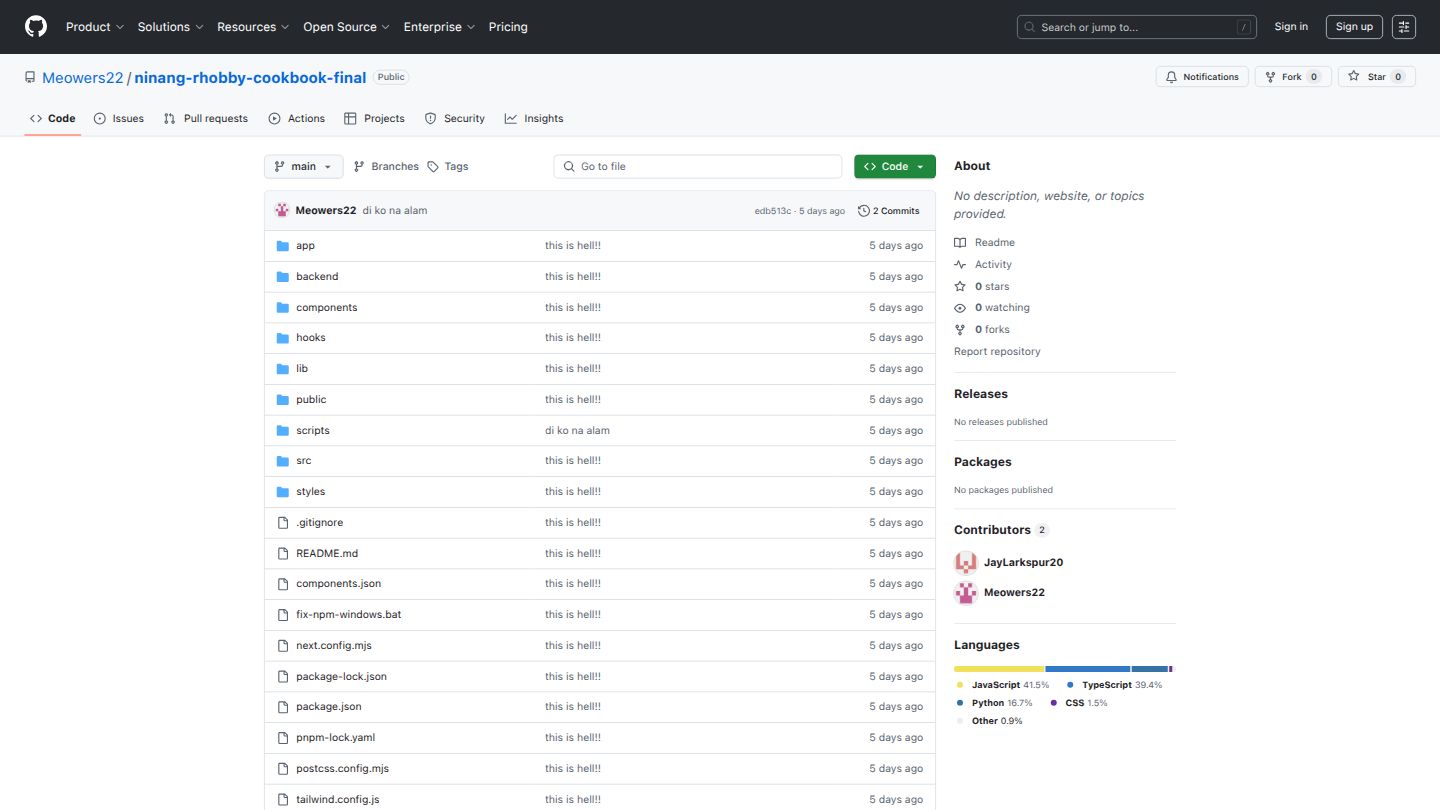 Product Solutions Resources Open Source Enterprise Pricing Search or jump to... / Sign in Sign up
Meowers22 / ninang-rhobby-cookbook-final Public Notifications Fork 0 Star 0
Code Issues Pull requests Actions Projects Security Insights
main Branches Tags Go to file Code
Meowers22 di ko na alam edb513c · 5 days ago 2 Commits
app this is hell!! 5 days ago
backend this is hell!! 5 days ago
components this is hell!! 5 days ago
hooks this is hell!! 5 days ago
lib this is hell!! 5 days ago
public this is hell!! 5 days ago
scripts di ko na alam 5 days ago
src this is hell!! 5 days ago
styles this is hell!! 5 days ago
.gitignore this is hell!! 5 days ago
README.md this is hell!! 5 days ago
components.json this is hell!! 5 days ago
fix-npm-windows.bat this is hell!! 5 days ago
next.config.mjs this is hell!! 5 days ago
package-lock.json this is hell!! 5 days ago
package.json this is hell!! 5 days ago
pnpm-lock.yaml this is hell!! 5 days ago
postcss.config.mjs this is hell!! 5 days ago
tailwind.config.js this is hell!! 5 days ago
About
No description, website, or topics
provided.
Readme
Activity
0 stars
0 watching
0 forks
Report repository
Releases
No releases published
Packages
No packages published
Contributors 2
JayLarkspur20
Meowers22
Languages
JavaScript 41.5% TypeScript 39.4%
Python 16.7% CSS 1.5%
Other 0.9%